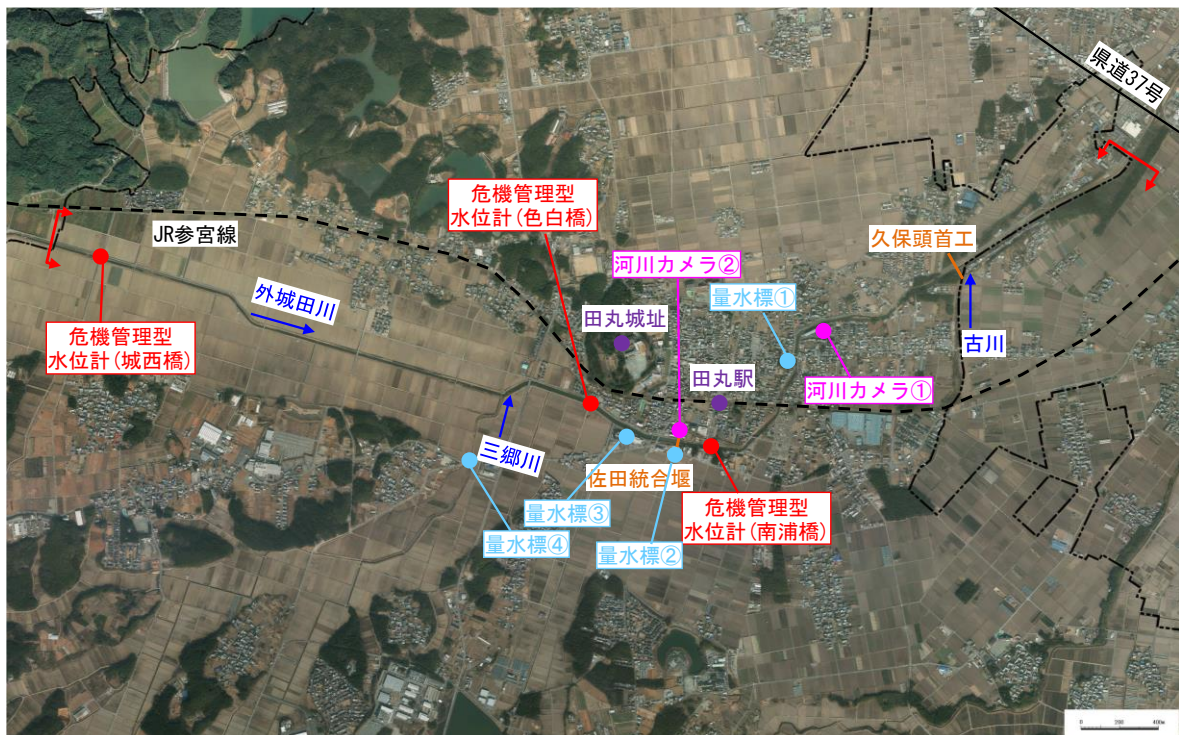 県道37号
危機管理型
水位計(色白橋)
JR参宮線
久保頭首工
河川カメラ②
量水標①
外城田川
田丸城址
危機管理型
水位計(城西橋)
古川
田丸駅
河川カメラ①
三郷川
佐田統合堰
量水標③
危機管理型
水位計(南浦橋)
量水標④
量水標②
0 200 400m